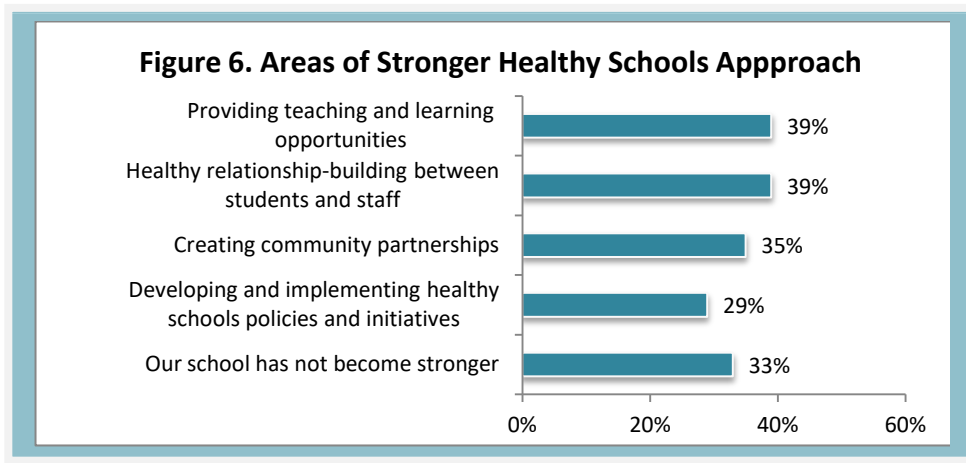 Figure 6. Areas of Stronger Healthy Schools Appproach
Providing teaching and learning
opportunities
39%
Healthy relationship-building between
students and staff
39%
Creating community partnerships
35%
Developing and implementing healthy
schools policies and initiatives
29%
Our school has not become stronger
33%
0%
20%
40%
60%